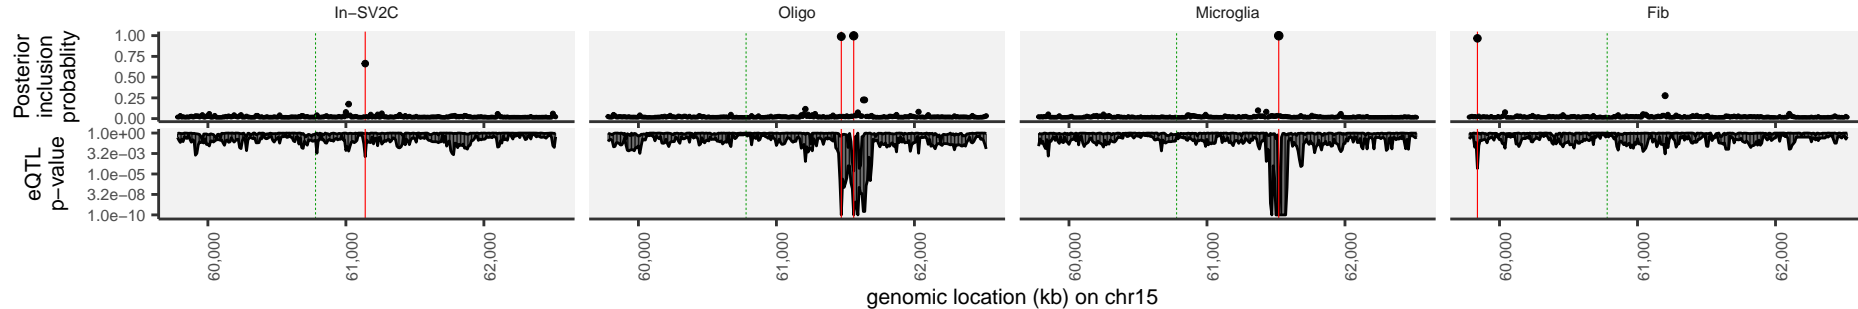 In−SV2C Oligo Microglia Fib
Posterior
inclusion
probablity
1.00
0.75
0.50
0.25
0.00
eQTL
p−value
1.0e+00
3.2e−03
1.0e−05
3.2e−08
1.0e−10
60,000 61,000 62,000 60,000 61,000 62,000 60,000 61,000 62,000 60,000 61,000 62,000
genomic location (kb) on chr15